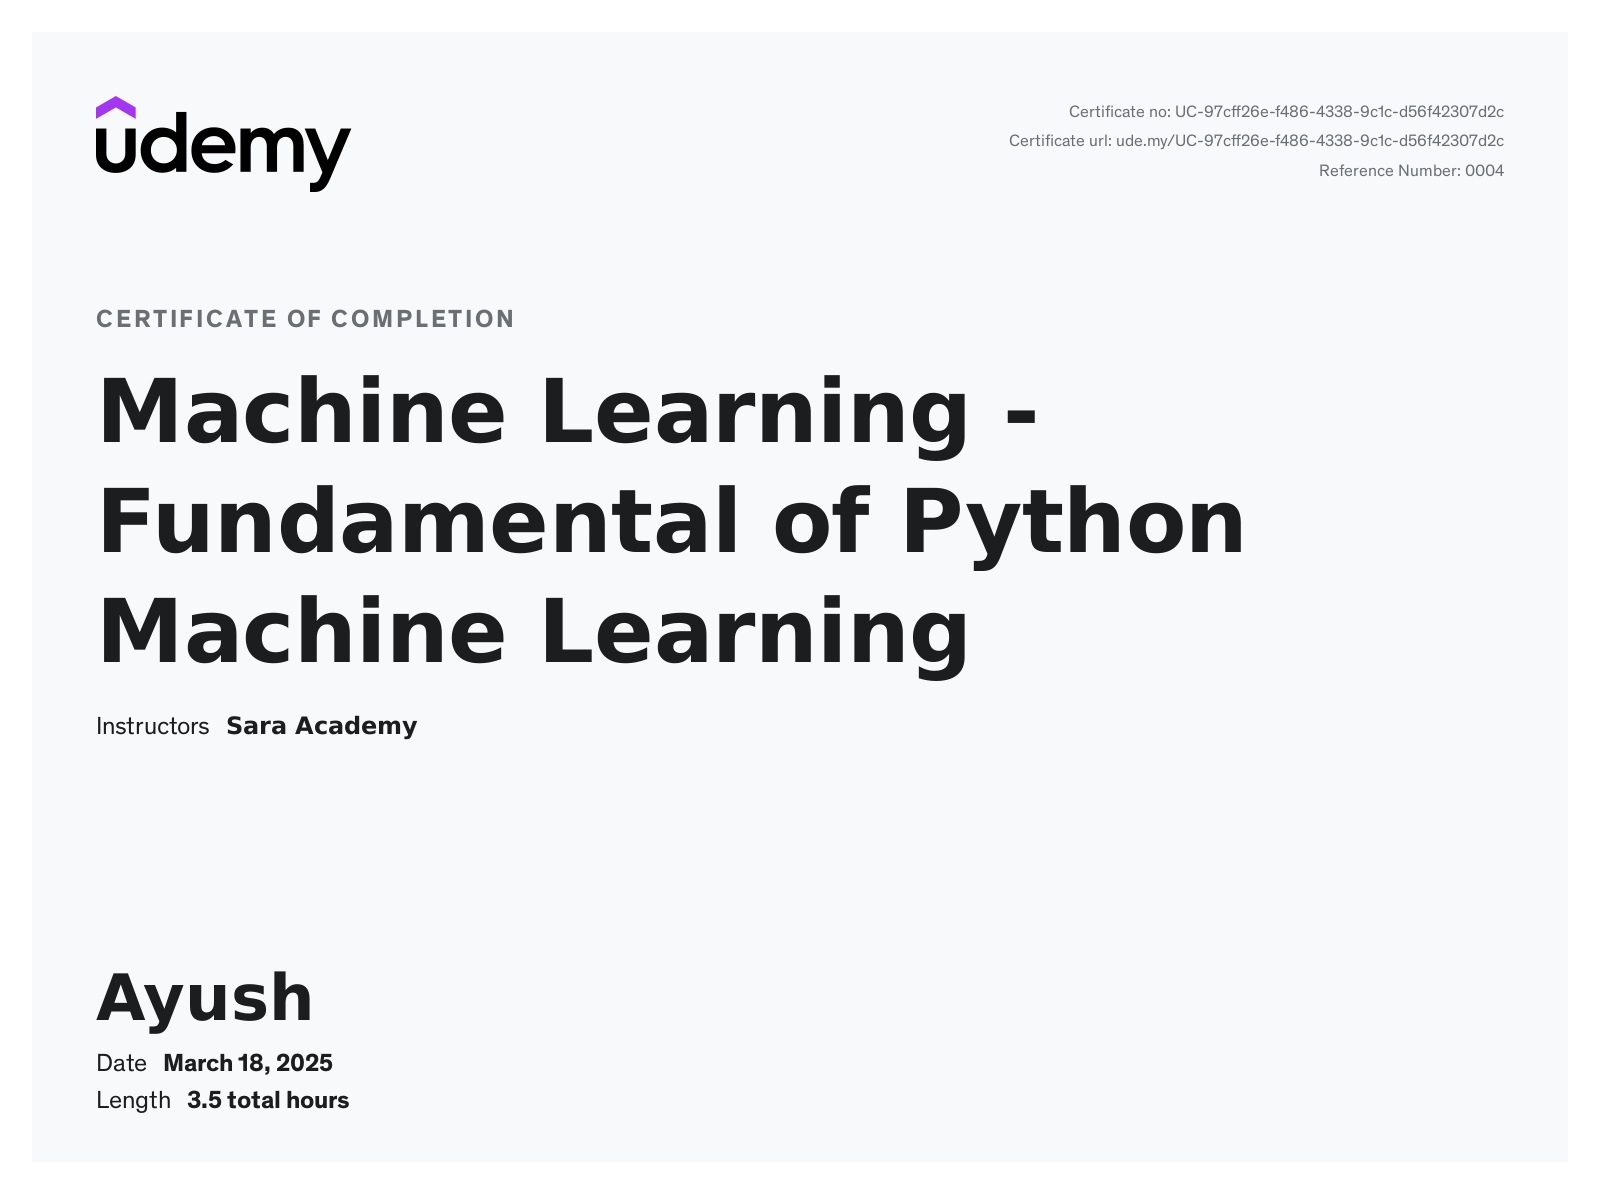 udemy
Certificate no: UC-97cff26e-f486-4338-9c1c-d56f42307d2c
Certificate url: ude.my/UC-97cff26e-f486-4338-9c1c-d56f42307d2c
Reference Number: 0004
CERTIFICATE OF COMPLETION
Machine Learning -
Fundamental of Python
Machine Learning
Instructors Sara Academy
Ayush
Date March 18, 2025
Length 3.5 total hours